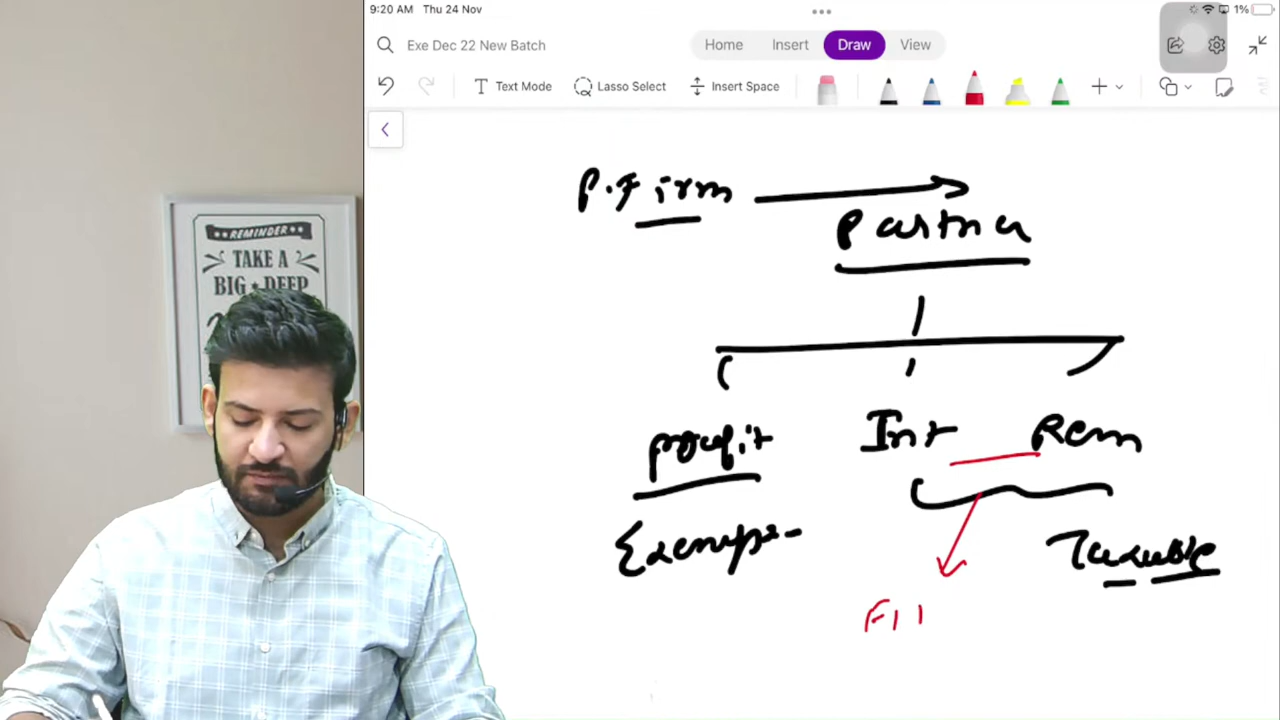 9:20 AM Thu 24 Nov
1%
Exe Dec 22 New Batch
Home Insert Draw View
Text Mode Lasso Select Insert Space
REMINDER
TAKE A
BIG DEEP
P. Firm
Partner
profit Int Rem
Exempt
Taxable